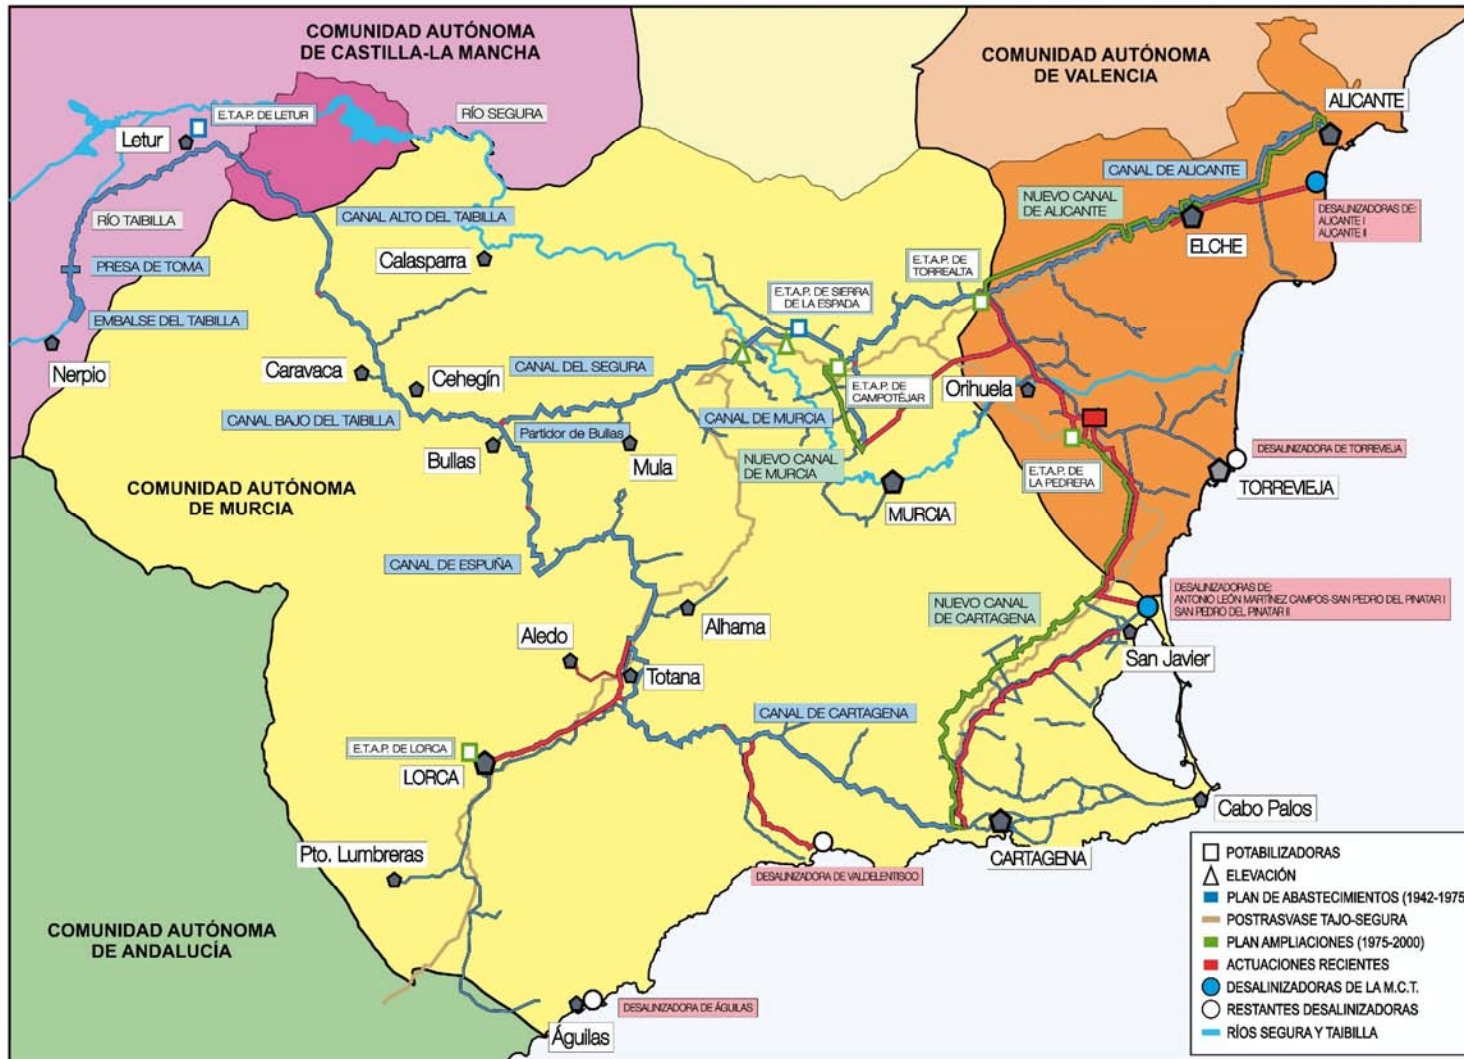 COMUNIDAD AUTÓNOMA
DE CASTILLA-LA MANCHA
COMUNIDAD AUTÓNOMA
DE VALENCIA
ALICANTE
E.T.A.P. DE LETUR
RÍO SEGURA
Letur
CANAL DE ALICANTE
NUEVO CANAL
DE ALICANTE
DESALINIZADORAS DE:
ALICANTE I
ALICANTE II
RÍO TAIBILLA
CANAL ALTO DEL TAIBILLA
ELCHE
Calasparra
E.T.A.P. DE
TORREALTA
PRESA DE TOMA
E.T.A.P. DE SIERRA
DE LA ESPADA
EMBALSE DEL TAIBILLA
Nerpio
Caravaca
Cehegín
CANAL DEL SEGURA
E.T.A.P. DE
CAMPOTÉJAR
Orihuela
CANAL BAJO DEL TAIBILLA
Partidor de Bullas
CANAL DE MURCIA
Bullas
Mula
NUEVO CANAL
DE MURCIA
E.T.A.P. DE
LA PEDRERA
DESALINIZADORA DE TORREVIEJA
TORREVIEJA
COMUNIDAD AUTÓNOMA
DE MURCIA
MURCIA
CANAL DE ESPUÑA
NUEVO CANAL
DE CARTAGENA
DESALINIZADORAS DE:
ANTONIO LEÓN MARTÍNEZ CAMPOS-SAN PEDRO DEL PINATAR I
SAN PEDRO DEL PINATAR II
Alhama
Aledo
San Javier
Totana
CANAL DE CARTAGENA
E.T.A.P. DE LORCA
LORCA
Cabo Palos
Pto. Lumbreras
CARTAGENA
DESALINIZADORA DE VALDELENTISCO
COMUNIDAD AUTÓNOMA
DE ANDALUCÍA
DESALINIZADORA DE ÁGUILAS
Águilas
POTABILIZADORAS
ELEVACIÓN
PLAN DE ABASTECIMIENTOS (1942-1975
POSTRASVASE TAJO-SEGURA
PLAN AMPLIACIONES (1975-2000)
ACTUACIONES RECIENTES
DESALINIZADORAS DE LA M.C.T.
RESTANTES DESALINIZADORAS
RÍOS SEGURA Y TAIBILLA